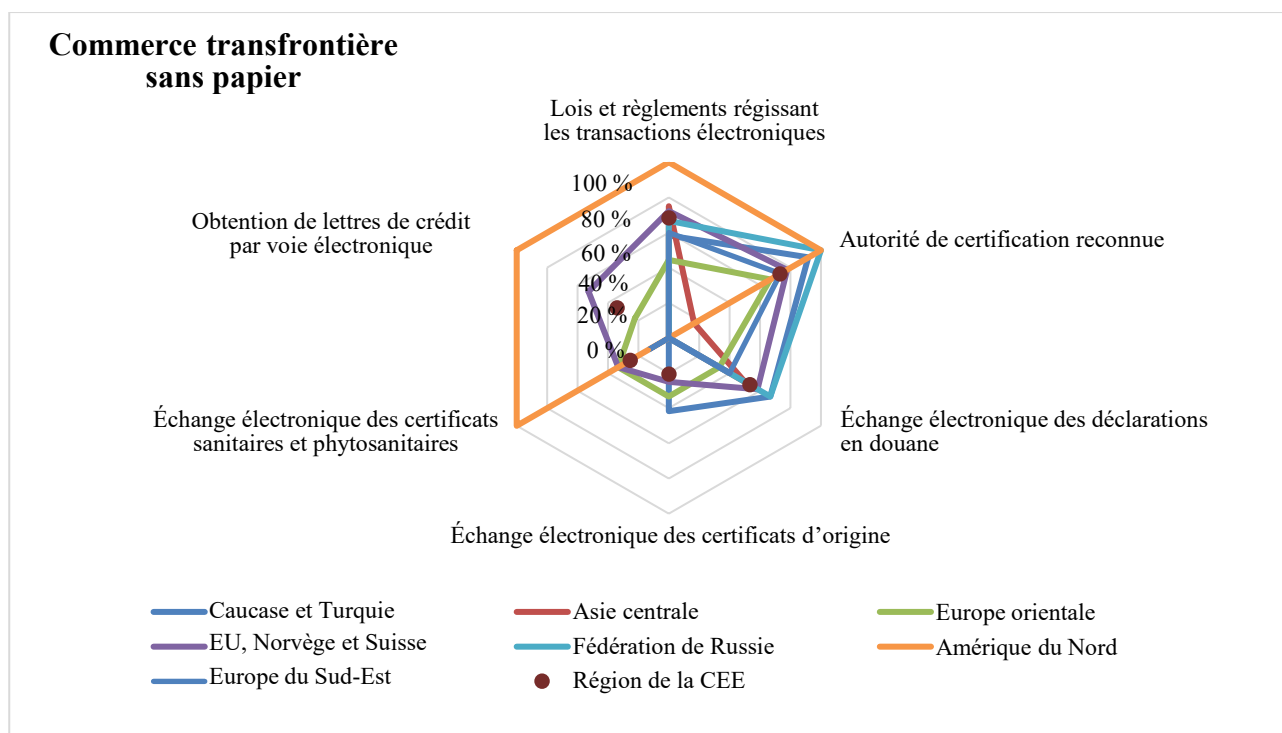 Commerce transfrontière
sans papier
Lois et règlements régissant
les transactions électroniques
100 %
80 %
60 %
40 %
20 %
0 %
Obtention de lettres de crédit
par voie électronique
Autorité de certification reconnue
Échange électronique des certificats
sanitaires et phytosanitaires
Échange électronique des déclarations
en douane
Échange électronique des certificats d’origine
Caucase et Turquie
Asie centrale
Europe orientale
EU, Norvège et Suisse
Fédération de Russie
Amérique du Nord
Europe du Sud-Est
Région de la CEE